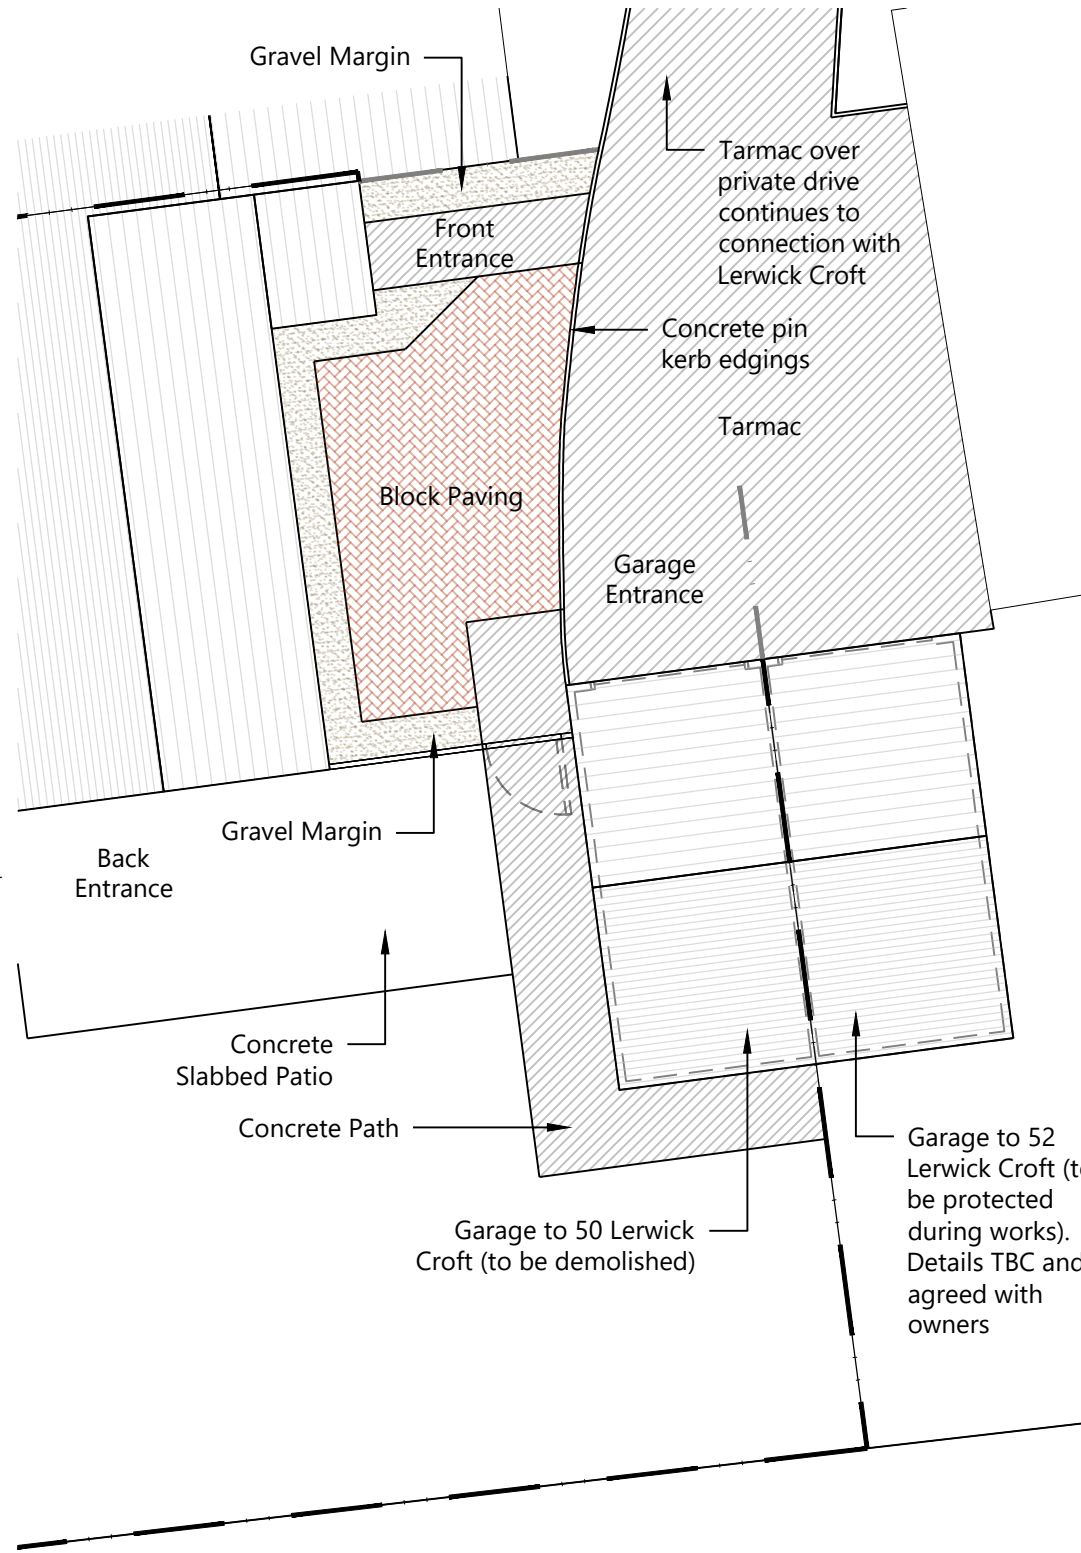 Gravel Margin
Tarmac over
private drive
continues to
connection with
Lerwick Croft
Front
Entrance
Concrete pin
kerb edgings
Tarmac
Block Paving
Garage
Entrance
Gravel Margin
Back
Entrance
Concrete
Slabbed Patio
Concrete Path
Garage to 50 Lerwick
Croft (to be demolished)
Garage to 52
Lerwick Croft (to
be protected
during works).
Details TBC and
agreed with
owners